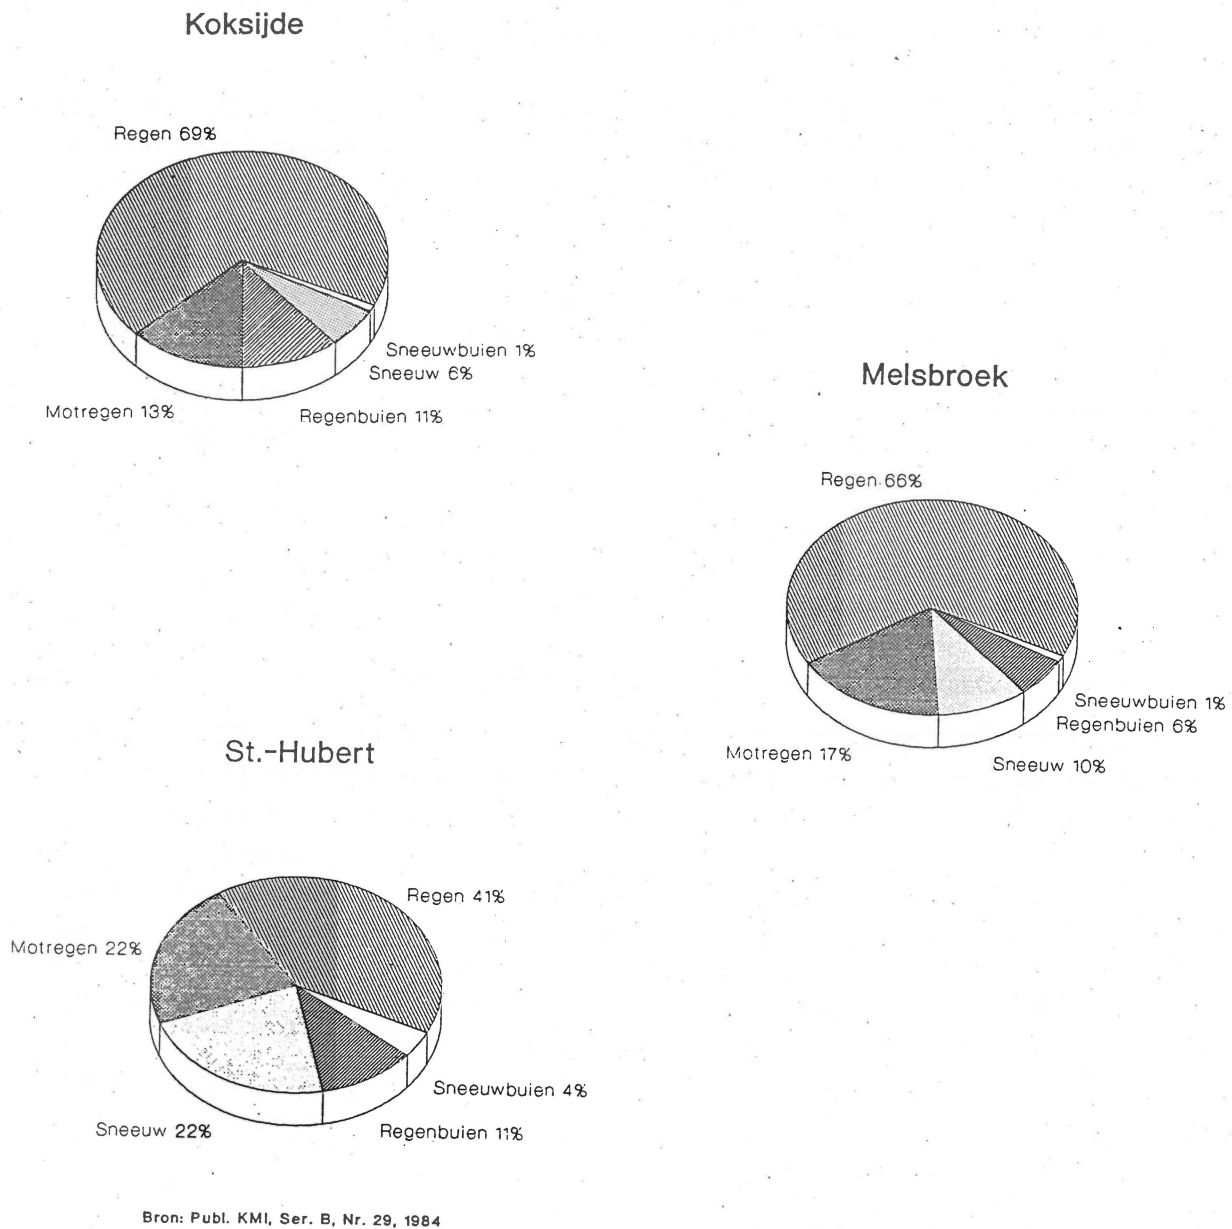 Koksijde
Regen 69%
Sneeuwbuien 1%
Sneeuw 6%
Motregen 13%
Regenbuien 11%
Melsbroek
Regen 66%
Sneeuwbuien 1%
Regenbuien 6%
Motregen 17%
Sneeuw 10%
St.-Hubert
Regen 41%
Motregen 22%
Sneeuwbuien 4%
Sneeuw 22%
Regenbuien 11%
Bron: Publ. KMI, Ser. B, Nr. 29, 1984